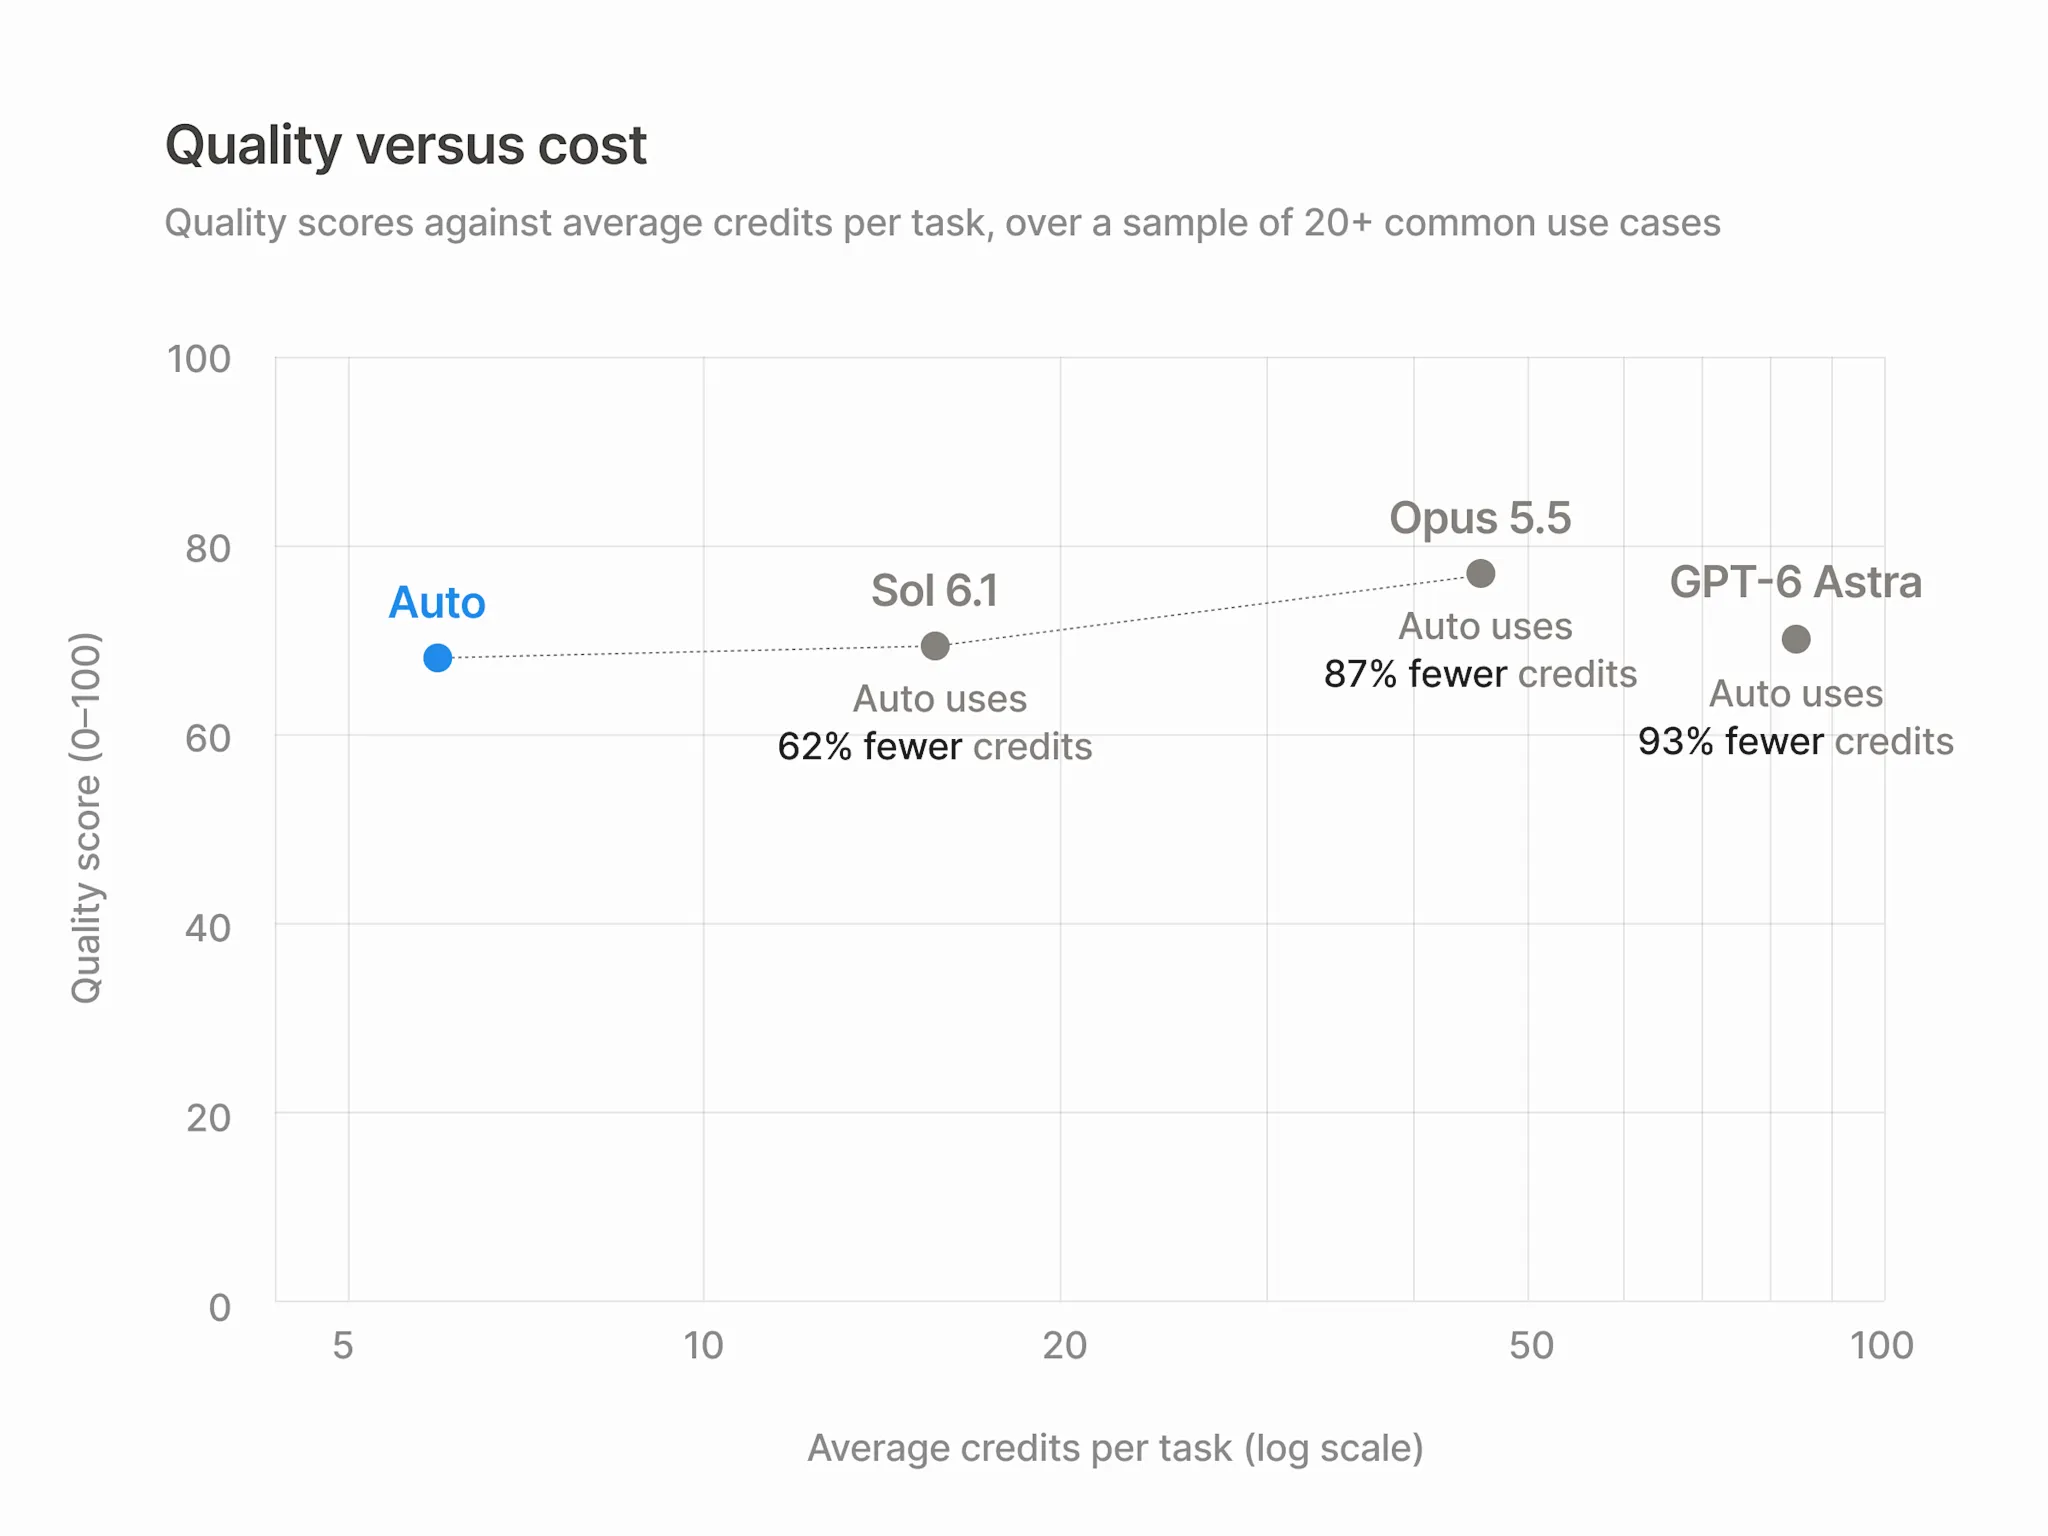 Quality versus cost
Quality scores against average credits per task, over a sample of 20+ common use cases
Quality score (0–100)
100
80
60
40
20
0
Auto
Sol 6.1
Auto uses
62% fewer credits
Opus 5.5
Auto uses
87% fewer credits
GPT-6 Astra
Auto uses
93% fewer credits
5
10
20
50
100
Average credits per task (log scale)